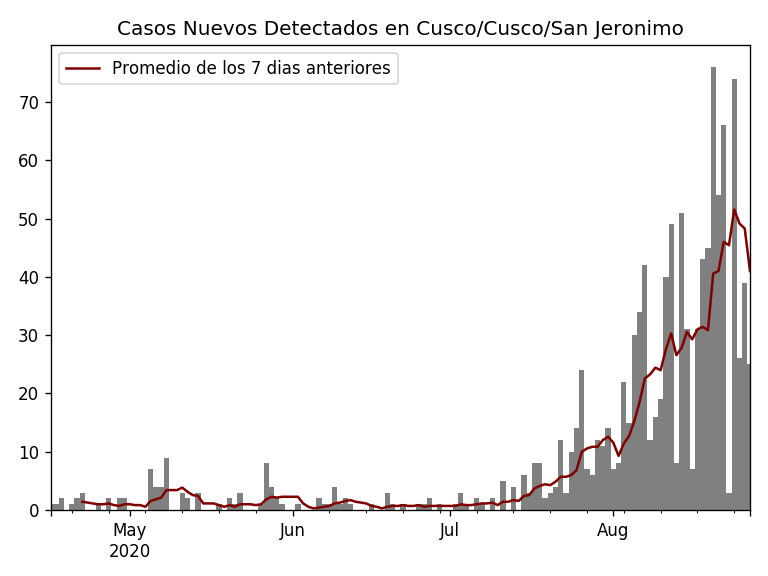 Casos Nuevos Detectados en Cusco/Cusco/San Jeronimo
Promedio de los 7 dias anteriores
70
60
50
40
30
20
10
0
May
2020
Jun
Jul
Aug